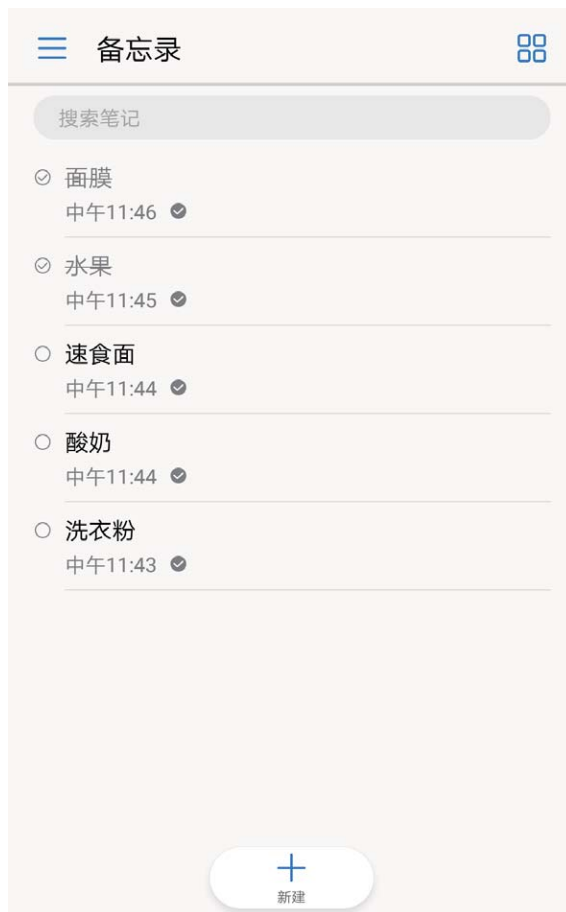 备忘录
搜索笔记
面膜
中午11:46
水果
中午11:45
速食面
中午11:44
酸奶
中午11:44
洗衣粉
中午11:43
新建